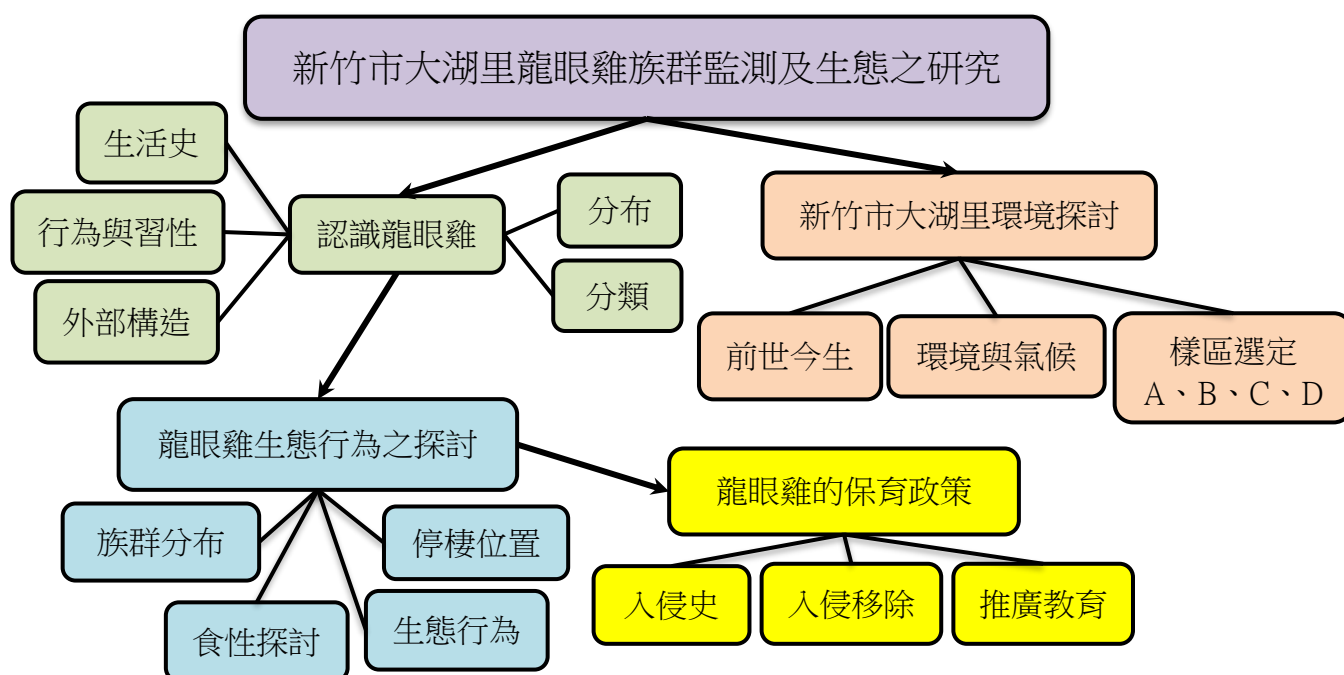 新竹市大湖里龍眼雞族群監測及生態之研究
生活史
行為與習性
外部構造
認識龍眼雞
分布
分類
新竹市大湖里環境探討
前世今生
環境與氣候
樣區選定
A、B、C、D
龍眼雞生態行為之探討
族群分布
食性探討
停棲位置
生態行為
龍眼雞的保育政策
入侵史
入侵移除
推廣教育